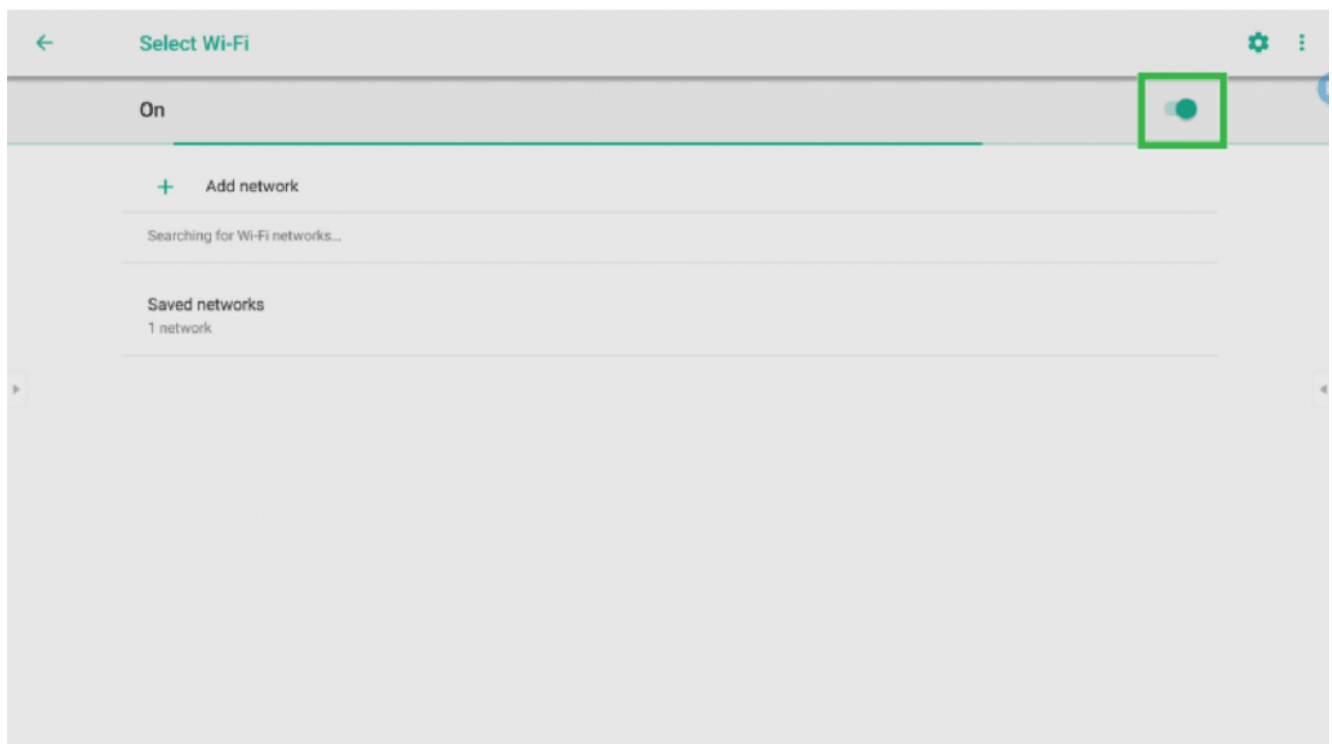 Select Wi-Fi
On
Add network
Searching for Wi-Fi networks...
Saved networks
1 network